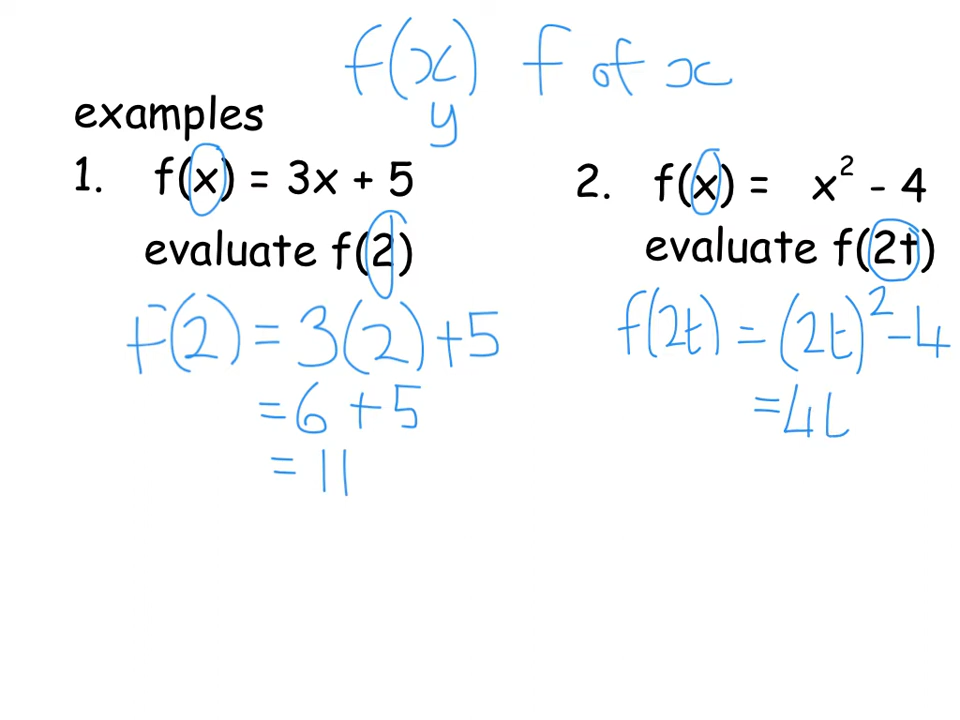 f(x) f of x
y
examples
1. f(x) = 3x + 5
evaluate f(2)
f(2) = 3(2) + 5
= 6 + 5
= 11
2. f(x) = x² - 4
evaluate f(2t)
f(2t) = (2t)² - 4
= 4